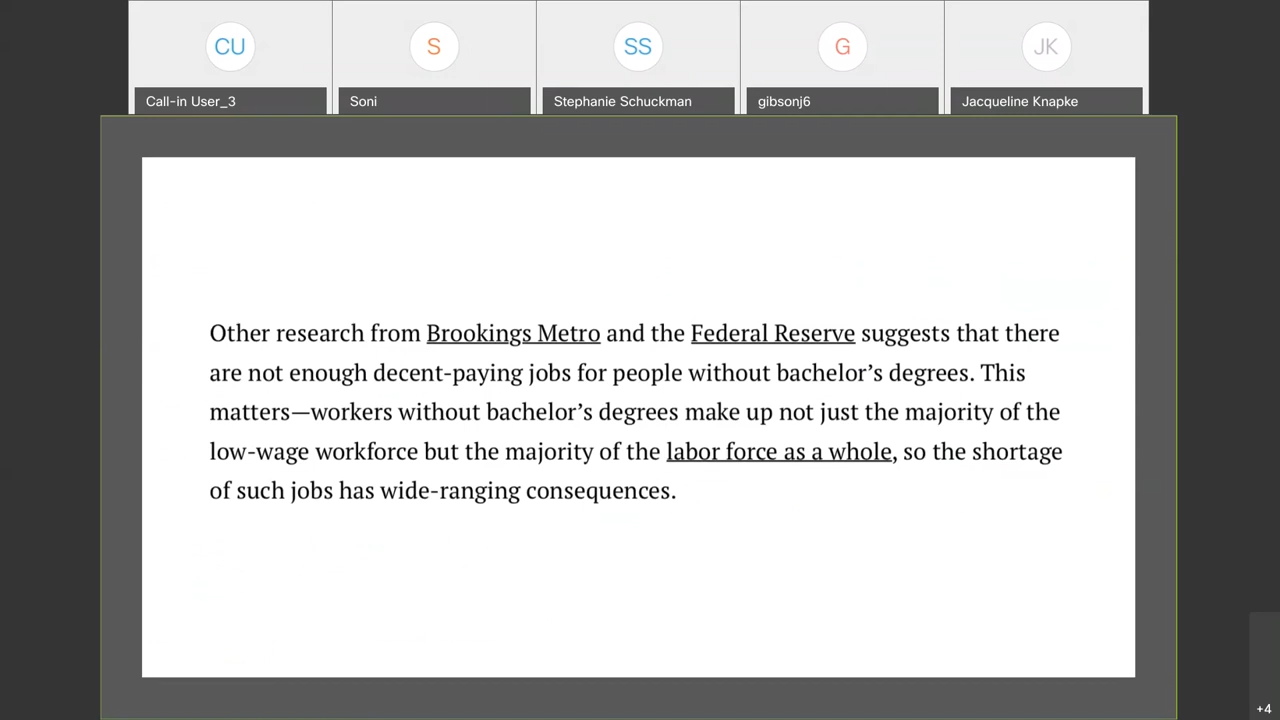 CU
S
SS
G
JK
Call-in User_3
Soni
Stephanie Schuckman
gibsonj6
Jacqueline Knapke
Other research from Brookings Metro and the Federal Reserve suggests that there
are not enough decent-paying jobs for people without bachelor’s degrees. This
matters—workers without bachelor’s degrees make up not just the majority of the
low-wage workforce but the majority of the labor force as a whole, so the shortage
of such jobs has wide-ranging consequences.
+4